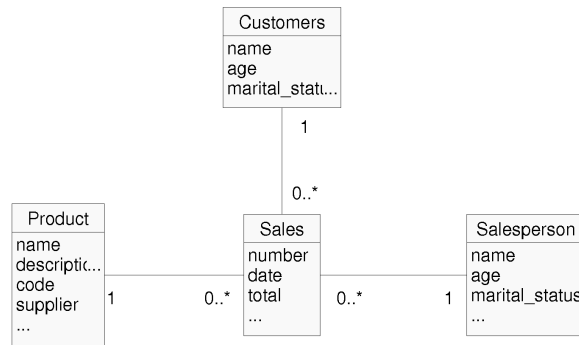 Customers
name
age
marital_statu...
1
0..*
Product
name
descriptic...
code
supplier
...
1
0..*
Sales
number
date
total
...
0..*
1
Salesperson
name
age
marital_status
...